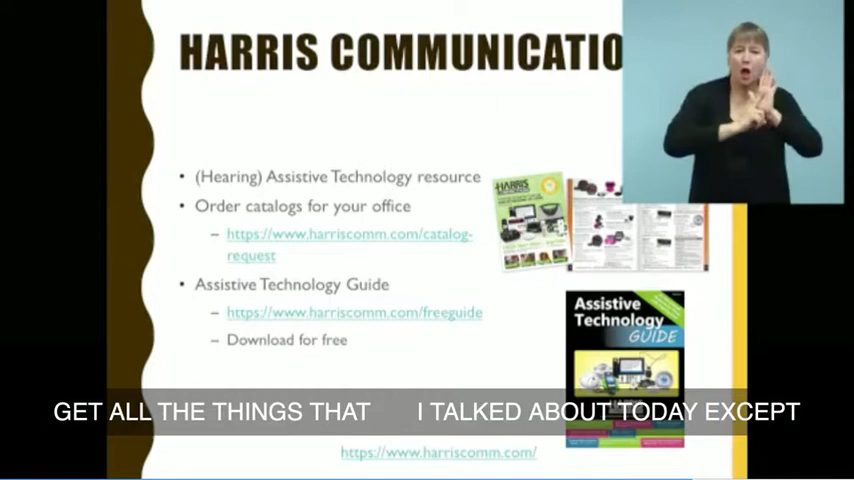 HARRIS COMMUNICATIO
(Hearing) Assistive Technology resource
Order catalogs for your office
https://www.harriscomm.com/catalog-
request
Assistive Technology Guide
https://www.harriscomm.com/freeguide
Download for free
HARRIS
Assistive
Technology
GUIDE
GET ALL THE THINGS THAT I TALKED ABOUT TODAY EXCEPT
https://www.harriscomm.com/